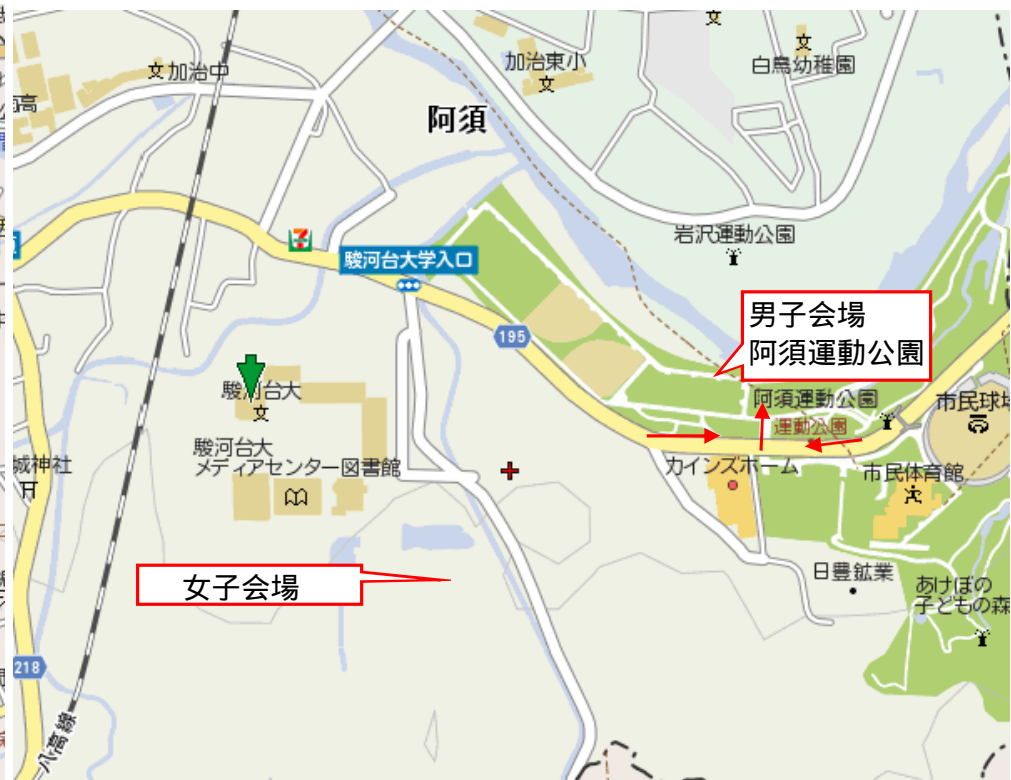 加治中
加治東小
白鳥幼稚園
阿須
岩沢運動公園
駿河台大学入口
195
男子会場
阿須運動公園
駿河台大
阿須運動公園
運動公園
市民球場
駿河台大
メディアセンター図書館
カインズホーム
市民体育館
城神社
女子会場
日豊鉱業
あけぼの
子どもの森
218
八高線